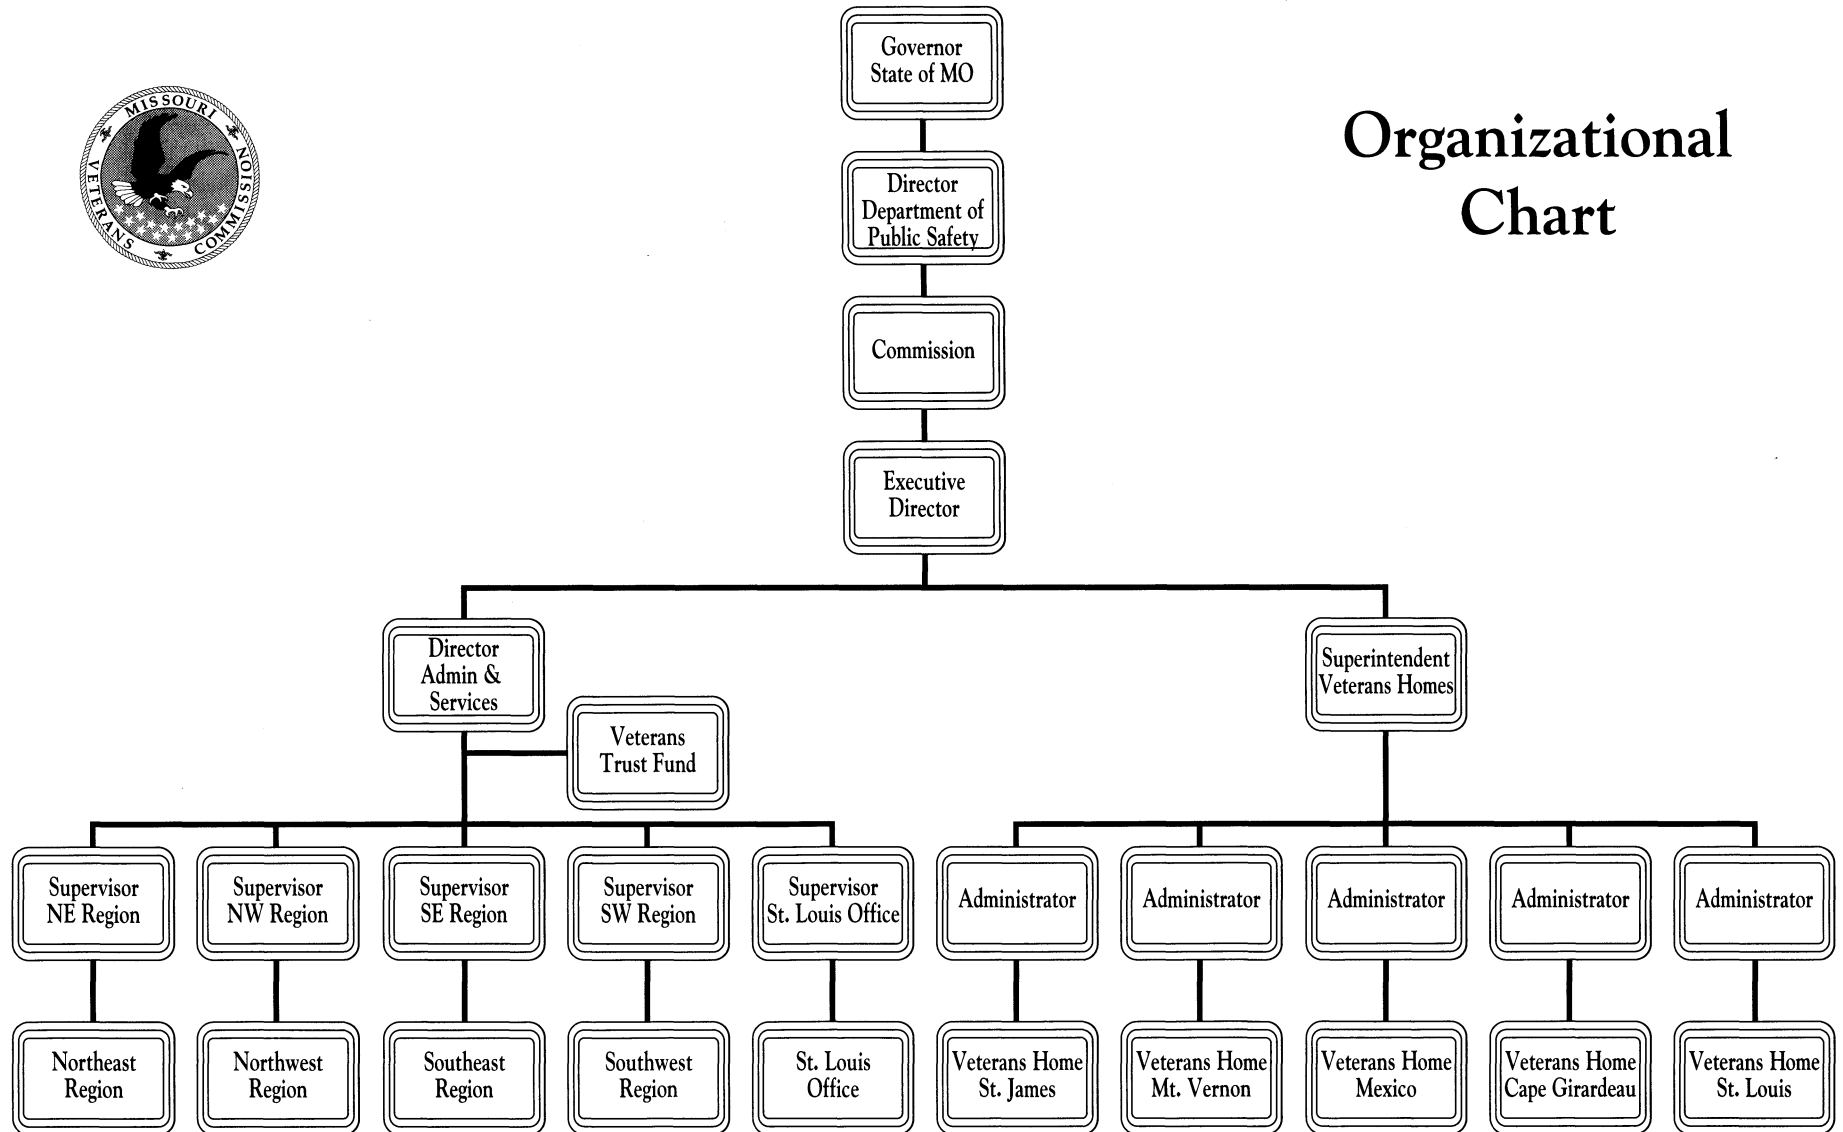 Governor
State of MO
MISSOURI
VETERANS
COMMISSION
Organizational
Chart
Director
Department of
Public Safety
Commission
Executive
Director
Director
Admin &
Services
Superintendent
Veterans Homes
Veterans
Trust Fund
Supervisor
NE Region
Supervisor
NW Region
Supervisor
SE Region
Supervisor
SW Region
Supervisor
St. Louis Office
Administrator
Administrator
Administrator
Administrator
Administrator
Northeast
Region
Northwest
Region
Southeast
Region
Southwest
Region
St. Louis
Office
Veterans Home
St. James
Veterans Home
Mt. Vernon
Veterans Home
Mexico
Veterans Home
Cape Girardeau
Veterans Home
St. Louis